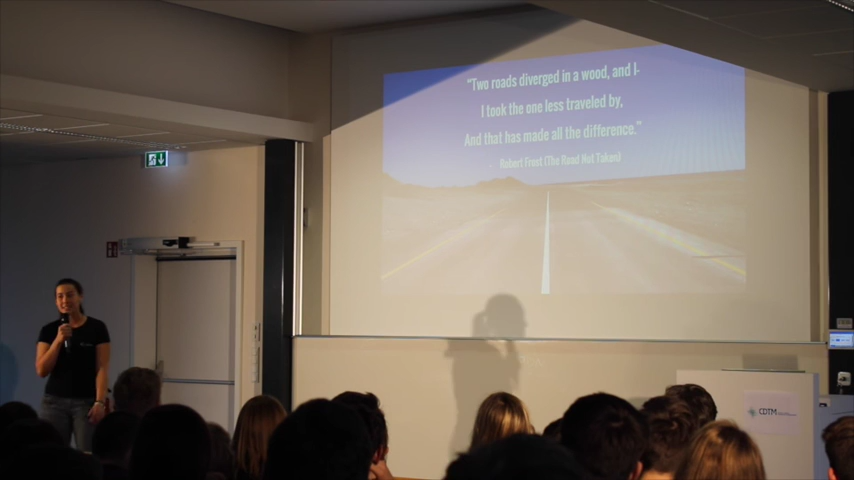 "Two roads diverged in a wood, and I-
I took the one less traveled by,
And that has made all the difference."
- Robert Frost (The Road Not Taken)
CDTM